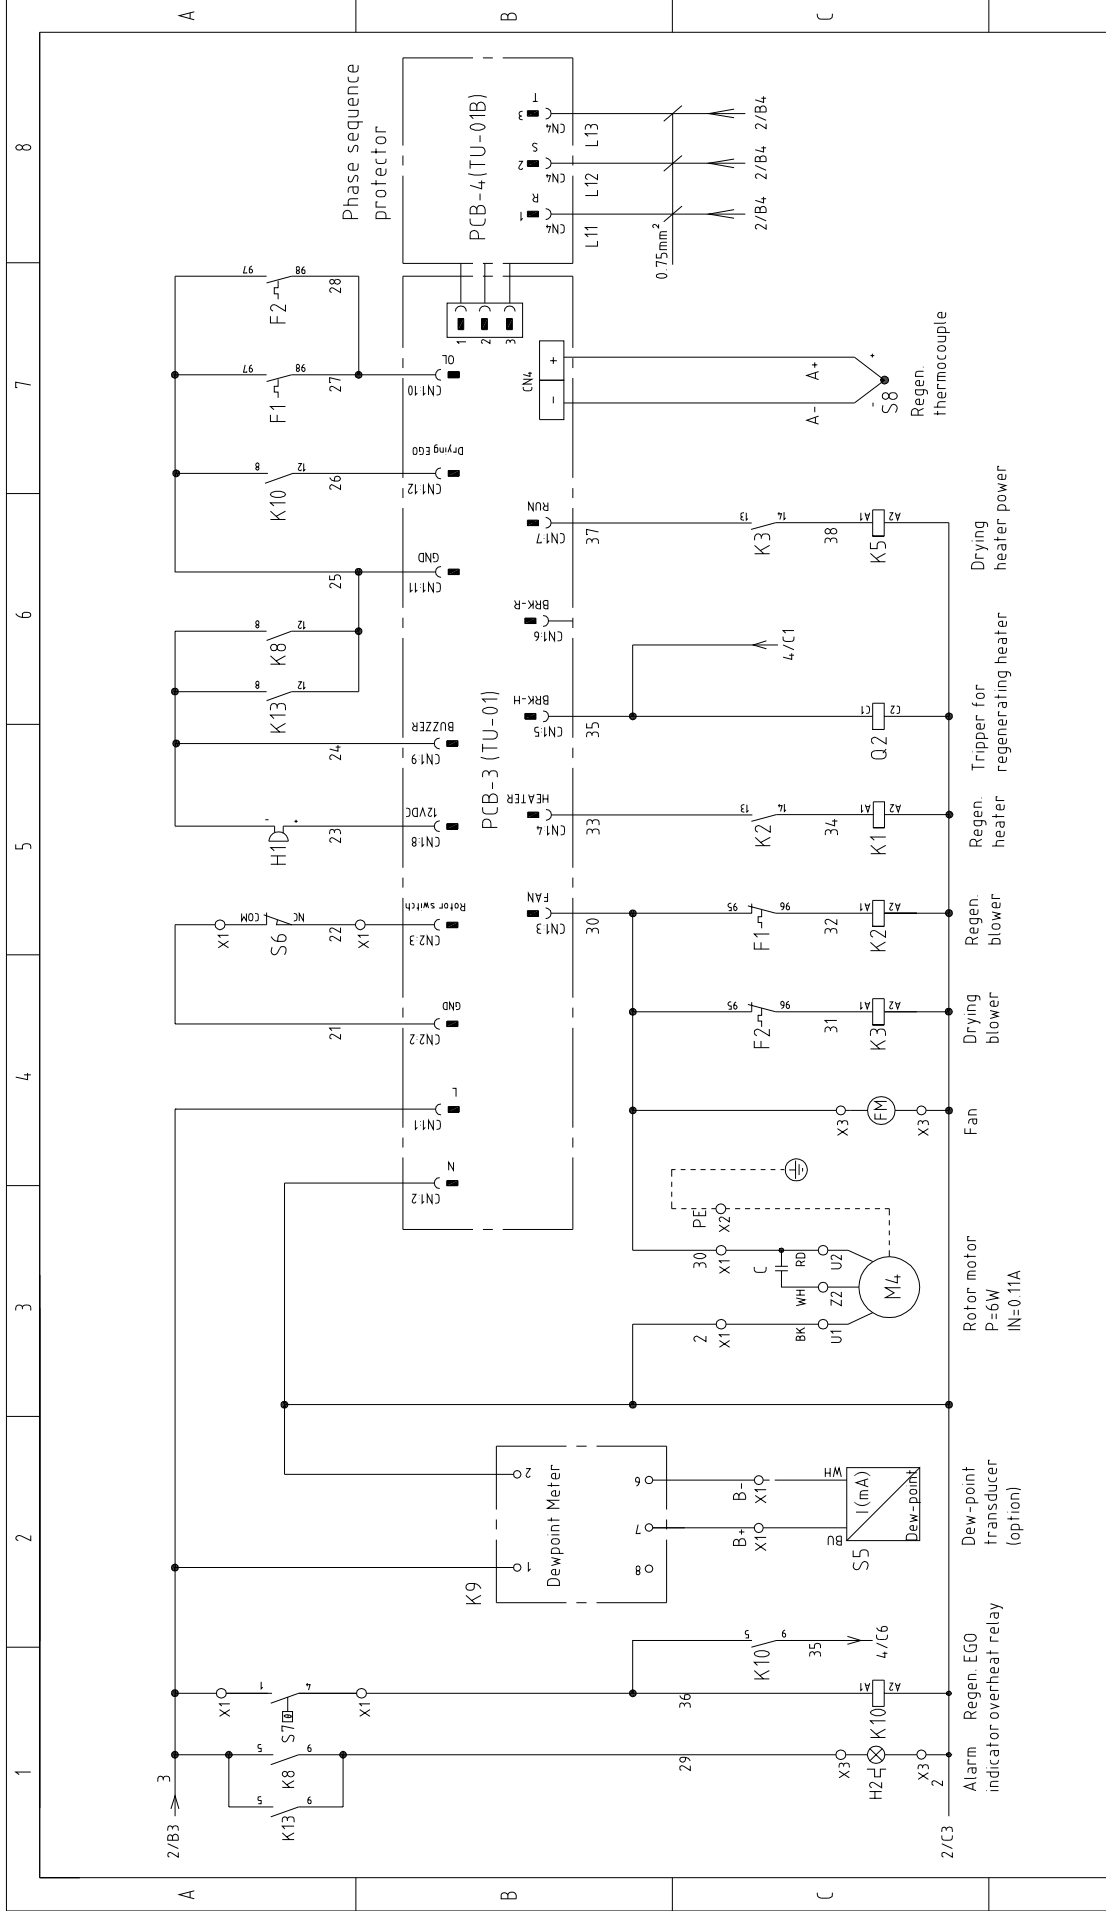 1
2
3
4
5
6
7
8
A
B
C
A
B
C
2/B3
3
2/C3
2
K13
5
9
K8
5
9
29
X3
H2
X3
Alarm
indicator
X1
S7
1
4
X1
36
K10
A1
A2
Regen. EGO
overheat relay
K10
5
9
35
4/C6
K9
Dewpoint Meter
1
2
8
7
6
B+
X1
B-
X1
BU
WH
I(mA)
Dew-point
S5
Dew-point
transducer
(option)
2
X1
BK
U1
WH
Z2
C
30
X1
RD
U2
PE
X2
M4
Rotor motor
P=6W
IN=0.11A
X3
FM
X3
Fan
F2
95
96
31
K3
A1
A2
Drying
blower
F1
95
96
32
K2
A1
A2
Regen.
blower
K2
13
14
34
K1
A1
A2
Regen.
heater
Q2
C1
C2
Tripper for
regenerating heater
4/C1
K3
13
14
38
K5
A1
A2
Drying
heater power
PCB-3 (TU-01)
CN1:2
N
CN1:1
L
CN2:2
GND
21
CN2:3
Rotor switch
22
X1
S6
COM
NC
X1
CN1:8
12VDC
23
H1
-
+
CN1:9
BUZZER
24
K13
8
12
K8
8
12
CN1:11
GND
25
CN1:12
Drying EGO
26
K10
8
12
CN1:10
OL
27
F1
97
98
28
F2
97
98
CN1:3
FAN
30
CN1:4
HEATER
33
CN1:5
BRK-H
35
CN1:6
BRK-R
CN1:7
RUN
37
CN4
-
+
A-
A+
-
+
S8
Regen.
thermocouple
1
2
3
Phase sequence
protector
PCB-4(TU-01B)
R
1
CN4
L11
S
2
CN4
L12
T
3
CN4
L13
0.75mm²
2/B4
2/B4
2/B4